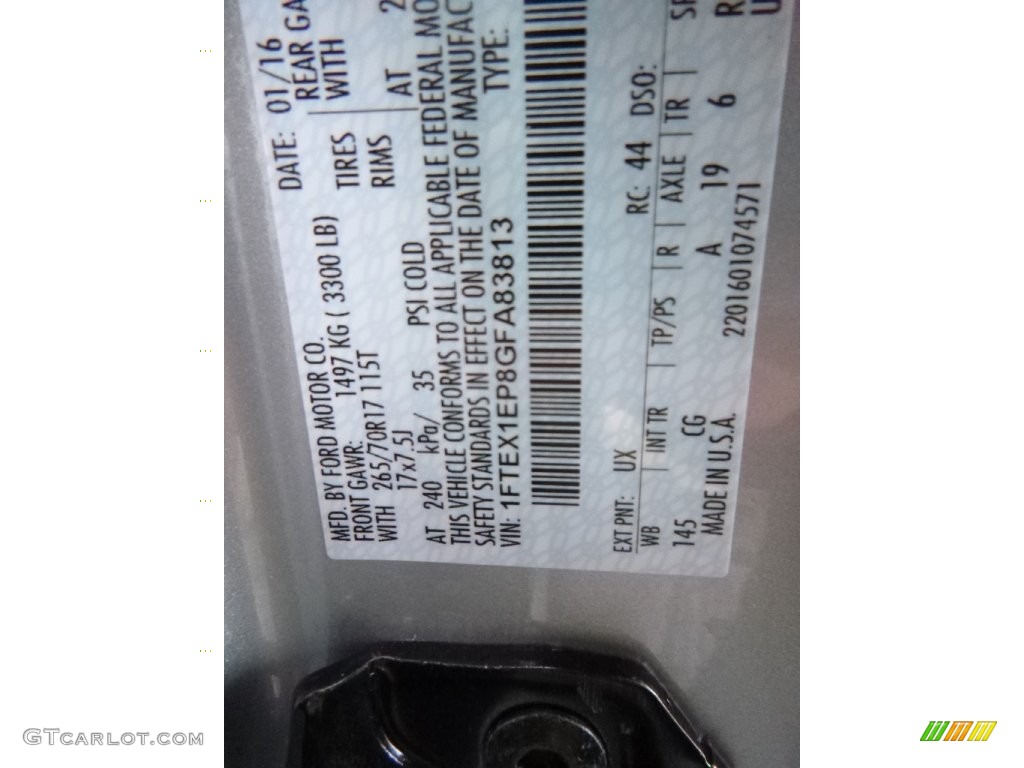 MFD. BY FORD MOTOR CO. DATE: 01/16
FRONT GAWR: 1497 KG ( 3300 LB) REAR GA
WITH 265/70R17 115T TIRES WITH
17x7.5J RIMS
AT 240 kPa/ 35 PSI COLD AT 2
THIS VEHICLE CONFORMS TO ALL APPLICABLE FEDERAL MO
SAFETY STANDARDS IN EFFECT ON THE DATE OF MANUFAC
VIN: 1FTEX1EP8GFA83813 TYPE:
EXT PNT: UX RC: 44 DSO:
WB INT TR TP/PS R AXLE TR SP
145 CG A 19 6 R
MADE IN U.S.A. 2201601074571 U
GTCARLOT.COM